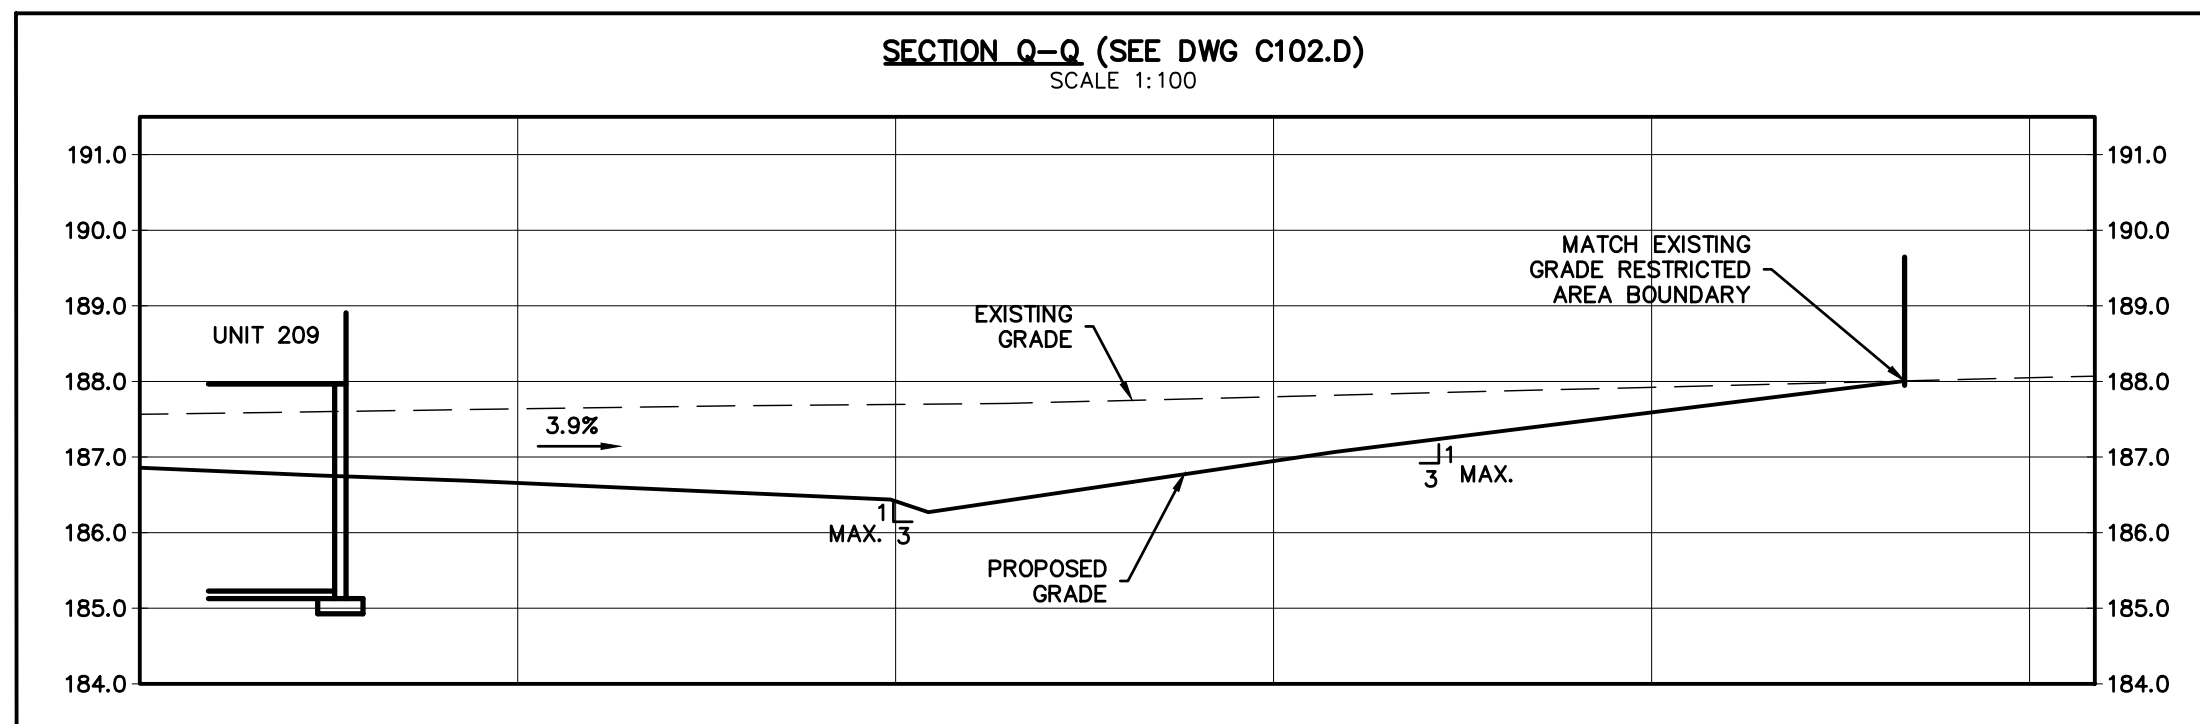 SECTION Q-Q (SEE DWG C102.D)
SCALE 1:100
191.0
191.0
190.0
190.0
MATCH EXISTING
GRADE RESTRICTED
AREA BOUNDARY
189.0
189.0
EXISTING
GRADE
UNIT 209
188.0
188.0
3.9%
187.0
187.0
1
3 MAX.
1
MAX. 3
186.0
186.0
PROPOSED
GRADE
185.0
185.0
184.0
184.0